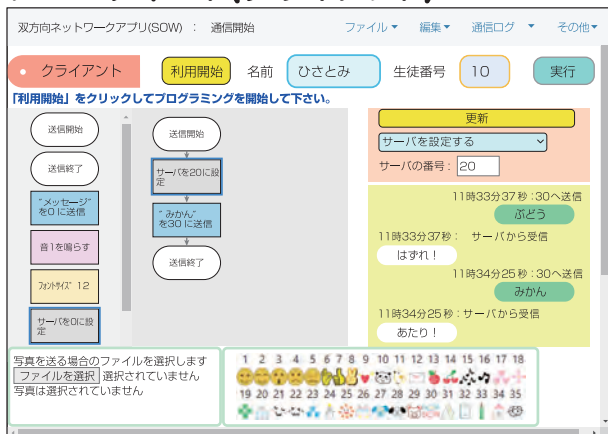 双方向ネットワークアプリ(SOW) ： 通信開始 ファイル▼ 編集▼ 通信ログ ▼ その他▼
• クライアント 利用開始 名前 ひさとみ 生徒番号 10 実行
「利用開始」をクリックしてプログラミングを開始して下さい。
送信開始
送信終了
"メッセージ"
を0 に送信
音1を鳴らす
ﾌｫﾝﾄｻｲｽﾞ 12
サーバを0に設
定
送信開始
サーバを20に設
定
"みかん"
を30 に送信
送信終了
更新
サーバを設定する
サーバの番号： 20
11時33分37秒：30へ送信
ぶどう
11時33分37秒： サーバから受信
はずれ！
11時34分25秒：30へ送信
みかん
11時34分25秒：サーバから受信
あたり！
写真を送る場合のファイルを選択します
ファイルを選択 選択されていません
写真は選択されていません
1 2 3 4 5 6 7 8 9 10 11 12 13 14 15 16 17 18
19 20 21 22 23 24 25 26 27 28 29 30 31 32 33 34 35